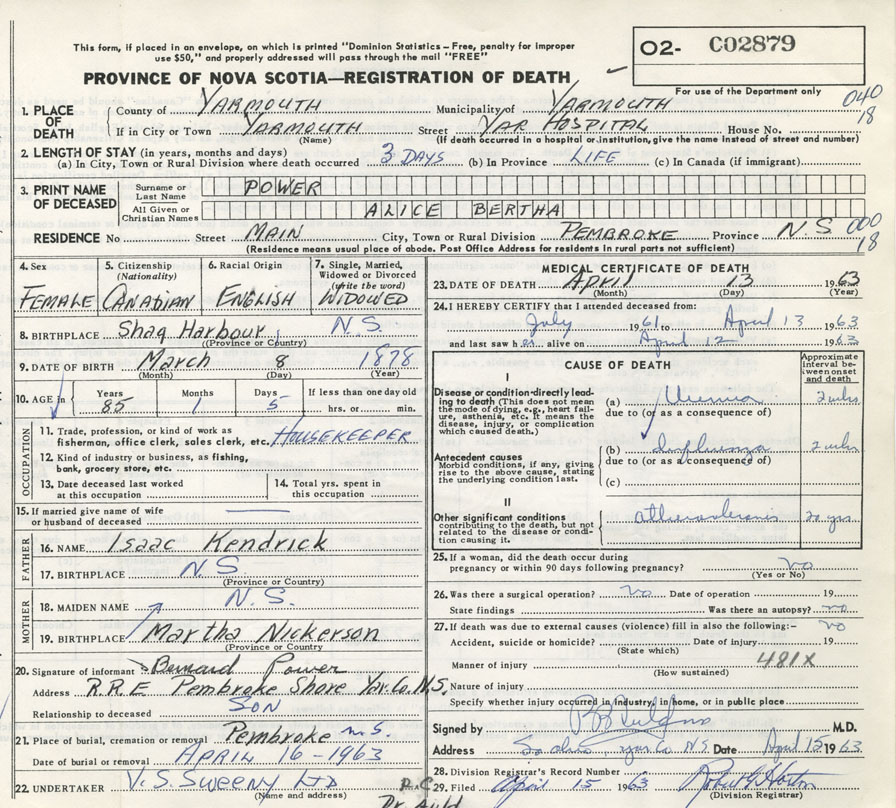 This form, if placed in an envelope, on which is printed "Dominion Statistics – Free, penalty for improper
use $50," and properly addressed will pass through the mail "FREE"
O2- C02879
PROVINCE OF NOVA SCOTIA—REGISTRATION OF DEATH
For use of the Department only
040
18
1. PLACE OF DEATH County of YARMOUTH Municipality of YARMOUTH
If in City or Town YARMOUTH Street YAR HOSPITAL House No.
(Name) (If death occurred in a hospital or institution, give the name instead of street and number)
2. LENGTH OF STAY (in years, months and days)
(a) In City, Town or Rural Division where death occurred 3 DAYS (b) In Province LIFE (c) In Canada (if immigrant)
3. PRINT NAME OF DECEASED Surname or Last Name POWER
All Given or Christian Names ALICE BERTHA
RESIDENCE No Street MAIN City, Town or Rural Division PEMBROKE Province N.S 000
18
(Residence means usual place of abode. Post Office Address for residents in rural parts not sufficient)
4. Sex FEMALE
5. Citizenship (Nationality) CANADIAN
6. Racial Origin ENGLISH
7. Single, Married, Widowed or Divorced (write the word) WIDOWED
8. BIRTHPLACE Shag Harbour, N.S.
(Province or Country)
9. DATE OF BIRTH March 8 1878
(Month) (Day) (Year)
10. AGE in Years 85 Months 1 Days 5 If less than one day old hrs. or min.
OCCUPATION
11. Trade, profession or kind of work as fisherman, office clerk, sales clerk, etc. HOUSEKEEPER
12. Kind of industry or business, as fishing, bank, grocery store, etc.
13. Date deceased last worked at this occupation
14. Total yrs. spent in this occupation
15. If married give name of wife or husband of deceased
FATHER
16. NAME Isaac Kendrick
17. BIRTHPLACE N S
(Province or Country)
MOTHER
18. MAIDEN NAME N.S.
19. BIRTHPLACE Martha Nickerson
(Province or Country)
20. Signature of informant Bernard Power
Address R.R.E Pembroke Shore Yar. Co. N.S.
Relationship to deceased SON
21. Place of burial, cremation or removal Pembroke N.S.
Date of burial or removal APRIL 16 - 1963
22. UNDERTAKER V. S. SWEENY LTD
(Name and address)
MEDICAL CERTIFICATE OF DEATH
23. DATE OF DEATH April 13 1963
(Month) (Day) (Year)
24. I HEREBY CERTIFY that I attended deceased from:
July 1961 to April 13 1963
and last saw her alive on April 12 1963
CAUSE OF DEATH
Approximate interval between onset and death
I
Disease or condition directly leading to death (This does not mean the mode of dying, e.g., heart failure, asthenia, etc. It means the disease, injury, or complication which caused death.)
(a) Uremia 2 wks
due to (or as a consequence of)
Antecedent causes
Morbid conditions, if any, giving rise to the above cause, stating the underlying condition last.
(b) influenza 2 wks
due to (or as a consequence of)
(c)
II
Other significant conditions contributing to the death, but not related to the disease or condition causing it.
atherosclerosis 20 yrs
25. If a woman, did the death occur during pregnancy or within 90 days following pregnancy? no
(Yes or No)
26. Was there a surgical operation? no Date of operation 19
State findings Was there an autopsy? no
27. If death was due to external causes (violence) fill in also the following:- no
Accident, suicide or homicide? Date of injury 19
(State which)
Manner of injury 481X
(How sustained)
Nature of injury
Specify whether injury occurred in industry, in home, or in public place
Signed by M.D.
Address Yar. Co N.S. Date April 15 1963
28. Division Registrar's Record Number
29. Filed April 15 1963
(Division Registrar)